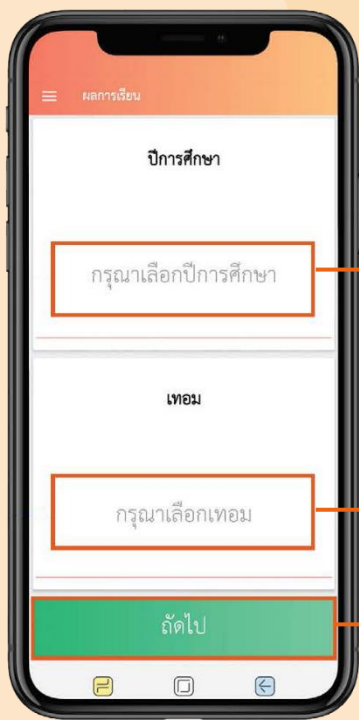 ผลการเรียน
ปีการศึกษา
กรุณาเลือกปีการศึกษา
เทอม
กรุณาเลือกเทอม
ถัดไป